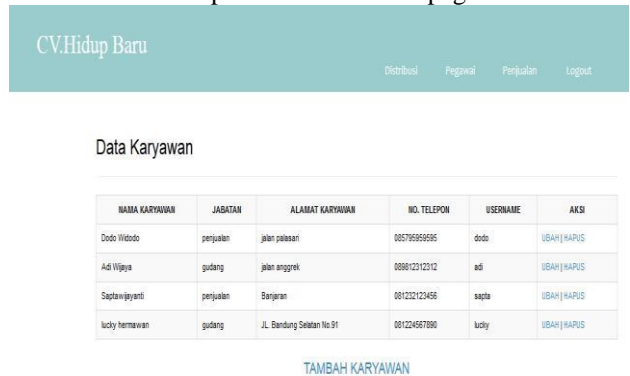 CV.Hidup Baru
Distribusi Pegawai Penjualan Logout
Data Karyawan
NAMA KARYAWAN JABATAN ALAMAT KARYAWAN NO. TELEPON USERNAME AKSI
Dodo Widodo penjualan jalan palasari 085795959595 dodo UBAH | HAPUS
Adi Wijaya gudang jalan anggrek 089812312312 adi UBAH | HAPUS
Saptawijayanti penjualan Banjaran 081232123456 sapta UBAH | HAPUS
lucky hermawan gudang JL. Bandung Selatan No.91 081224567890 lucky UBAH | HAPUS
TAMBAH KARYAWAN